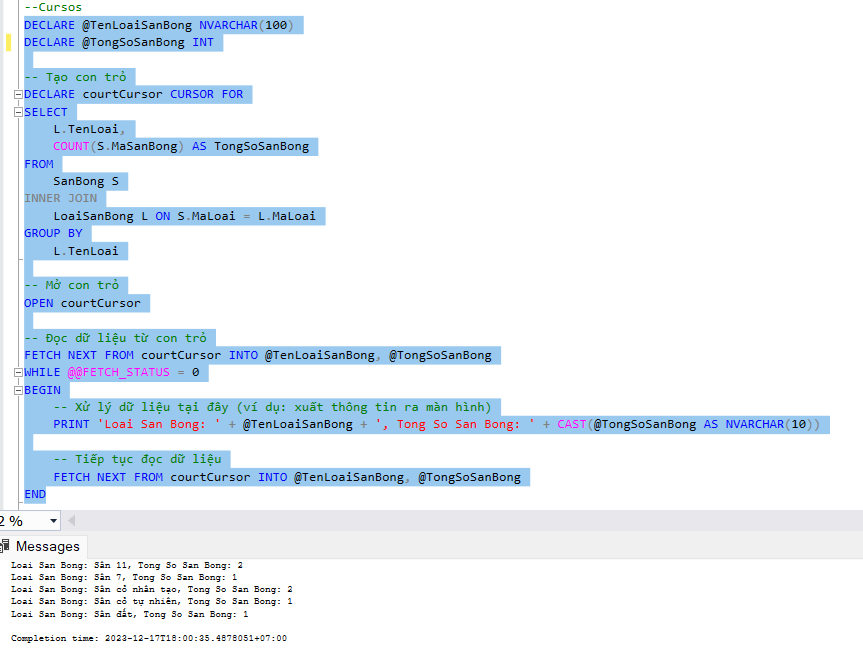 --Cursos
DECLARE @TenLoaiSanBong NVARCHAR(100)
DECLARE @TongSoSanBong INT
-- Tạo con trỏ
DECLARE courtCursor CURSOR FOR
SELECT
L.TenLoai,
COUNT(S.MaSanBong) AS TongSoSanBong
FROM
SanBong S
INNER JOIN
LoaiSanBong L ON S.MaLoai = L.MaLoai
GROUP BY
L.TenLoai
-- Mở con trỏ
OPEN courtCursor
-- Đọc dữ liệu từ con trỏ
FETCH NEXT FROM courtCursor INTO @TenLoaiSanBong, @TongSoSanBong
WHILE @@FETCH_STATUS = 0
BEGIN
-- Xử lý dữ liệu tại đây (ví dụ: xuất thông tin ra màn hình)
PRINT 'Loai San Bong: ' + @TenLoaiSanBong + ', Tong So San Bong: ' + CAST(@TongSoSanBong AS NVARCHAR(10))
-- Tiếp tục đọc dữ liệu
FETCH NEXT FROM courtCursor INTO @TenLoaiSanBong, @TongSoSanBong
END
2 %
Messages
Loai San Bong: Sân 11, Tong So San Bong: 2
Loai San Bong: Sân 7, Tong So San Bong: 1
Loai San Bong: Sân cỏ nhân tạo, Tong So San Bong: 2
Loai San Bong: Sân cỏ tự nhiên, Tong So San Bong: 1
Loai San Bong: Sân đất, Tong So San Bong: 1
Completion time: 2023-12-17T18:00:35.4878051+07:00